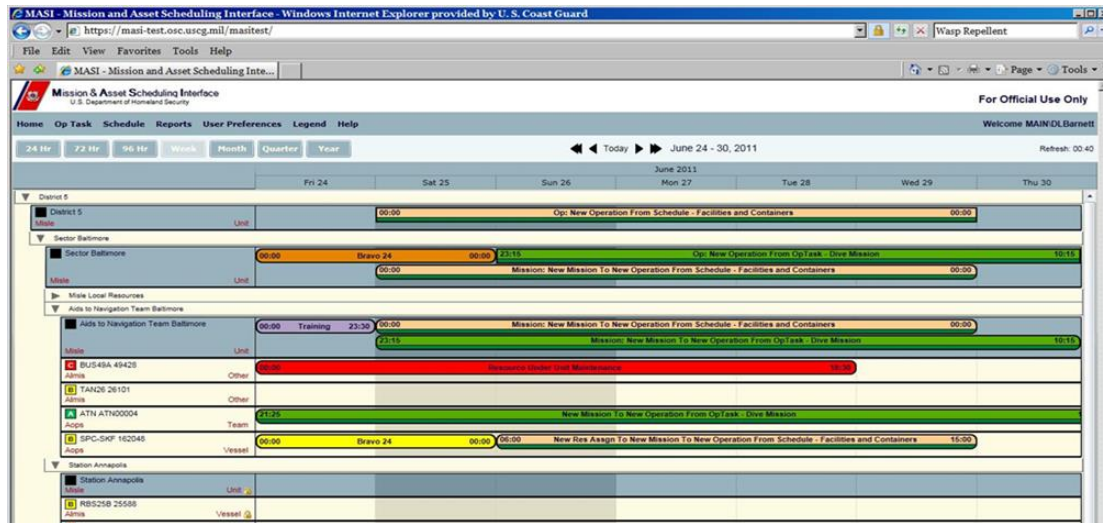 MASI - Mission and Asset Scheduling Interface - Windows Internet Explorer provided by U. S. Coast Guard
https://masi-test.osc.uscg.mil/masitest/
Wasp Repellent
File Edit View Favorites Tools Help
MASI - Mission and Asset Scheduling Inte...
Page Tools
Mission & Asset Scheduling Interface
U.S. Department of Homeland Security
For Official Use Only
Home Op Task Schedule Reports User Preferences Legend Help
Welcome MAIN\DLBarnett
24 Hr 72 Hr 96 Hr Week Month Quarter Year
Today June 24 - 30, 2011
Refresh: 00:40
June 2011
Fri 24 Sat 25 Sun 26 Mon 27 Tue 28 Wed 29 Thu 30
District 5
District 5
Misle Unit
00:00 Op: New Operation From Schedule - Facilities and Containers 00:00
Sector Baltimore
Sector Baltimore
Misle Unit
00:00 Bravo 24 00:00
23:15 Op: New Operation From OpTask - Dive Mission 10:15
00:00 Mission: New Mission To New Operation From Schedule - Facilities and Containers 00:00
Misle Local Resources
Aids to Navigation Team Baltimore
Aids to Navigation Team Baltimore
Misle Unit
00:00 Training 23:30
00:00 Mission: New Mission To New Operation From Schedule - Facilities and Containers 00:00
23:15 Mission: New Mission To New Operation From OpTask - Dive Mission 10:15
C BUS49A 49426
Almis Other
00:00 Resource Under Unit Maintenance 16:30
B TAN26 26101
Almis Other
A ATN ATN00004
Aops Team
21:25 New Mission To New Operation From OpTask - Dive Mission
B SPC-SKF 162048
Aops Vessel
00:00 Bravo 24 00:00
06:00 New Res Assgn To New Mission To New Operation From Schedule - Facilities and Containers 15:00
Station Annapolis
Station Annapolis
Misle Unit
B RBS25B 25586
Almis Vessel